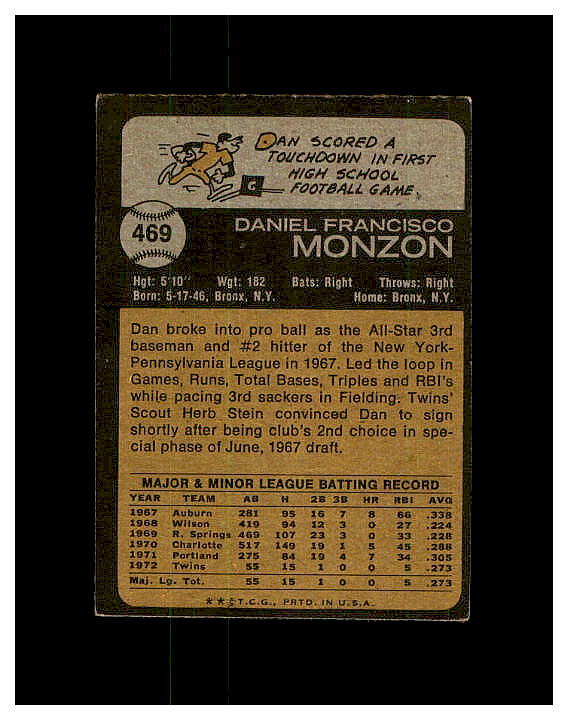 DAN SCORED A
TOUCHDOWN IN FIRST
HIGH SCHOOL
FOOTBALL GAME.
G
469
DANIEL FRANCISCO
MONZON
Hgt: 5'10" Wgt: 182 Bats: Right Throws: Right
Born: 5-17-46, Bronx, N.Y. Home: Bronx, N.Y.
Dan broke into pro ball as the All-Star 3rd
baseman and #2 hitter of the New York-
Pennsylvania League in 1967. Led the loop in
Games, Runs, Total Bases, Triples and RBI's
while pacing 3rd sackers in Fielding. Twins'
Scout Herb Stein convinced Dan to sign
shortly after being club's 2nd choice in spe-
cial phase of June, 1967 draft.
MAJOR & MINOR LEAGUE BATTING RECORD
YEAR TEAM AB H 2B 3B HR RBI AVG
1967 Auburn 281 95 16 7 8 66 .338
1968 Wilson 419 94 12 3 0 27 .224
1969 R. Springs 469 107 23 3 0 33 .228
1970 Charlotte 517 149 19 1 5 45 .288
1971 Portland 275 84 19 4 7 34 .305
1972 Twins 55 15 1 0 0 5 .273
Maj. Lg. Tot. 55 15 1 0 0 5 .273
**T.C.G., PRTD. IN U.S.A.